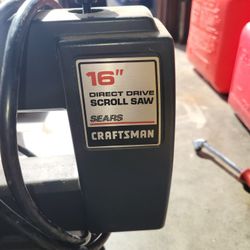 16"
DIRECT DRIVE
SCROLL SAW
SEARS
CRAFTSMAN